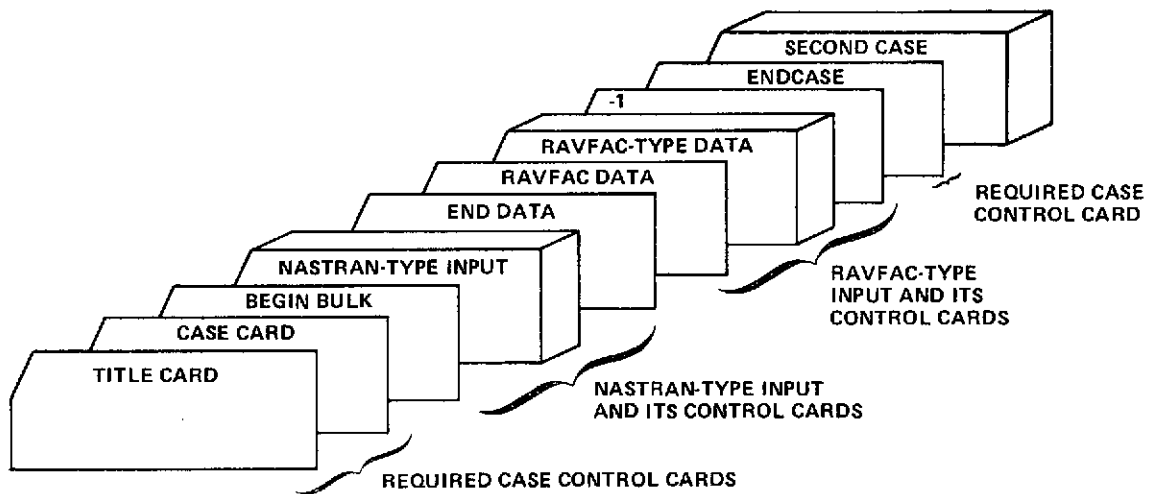 SECOND CASE
ENDCASE
-1
RAVFAC-TYPE DATA
RAVFAC DATA
END DATA
NASTRAN-TYPE INPUT
BEGIN BULK
CASE CARD
TITLE CARD
REQUIRED CASE
CONTROL CARD
RAVFAC-TYPE
INPUT AND ITS
CONTROL CARDS
NASTRAN-TYPE INPUT
AND ITS CONTROL CARDS
REQUIRED CASE CONTROL CARDS